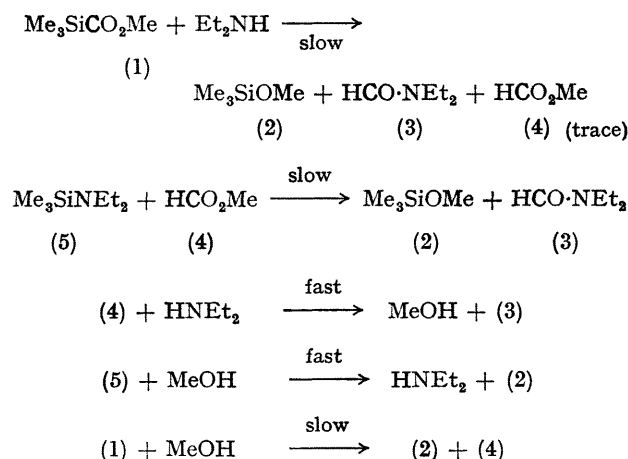 Me₃SiCO₂Me + Et₂NH ⟶ slow
(1)
Me₃SiOMe + HCO·NEt₂ + HCO₂Me
(2) (3) (4) (trace)
Me₃SiNEt₂ + HCO₂Me slow ⟶ Me₃SiOMe + HCO·NEt₂
(5) (4) (2) (3)
(4) + HNEt₂ fast ⟶ MeOH + (3)
(5) + MeOH fast ⟶ HNEt₂ + (2)
(1) + MeOH slow ⟶ (2) + (4)